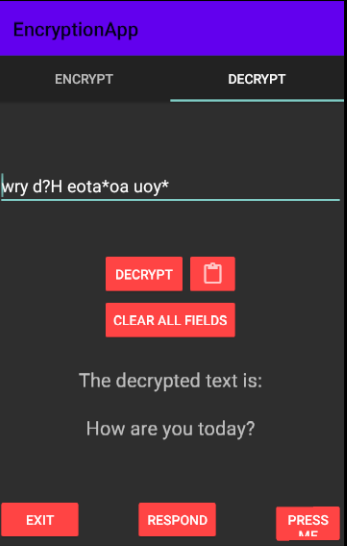 EncryptionApp
ENCRYPT DECRYPT
wry d?H eota*oa uoy*
DECRYPT
CLEAR ALL FIELDS
The decrypted text is:
How are you today?
EXIT RESPOND PRESS
ME